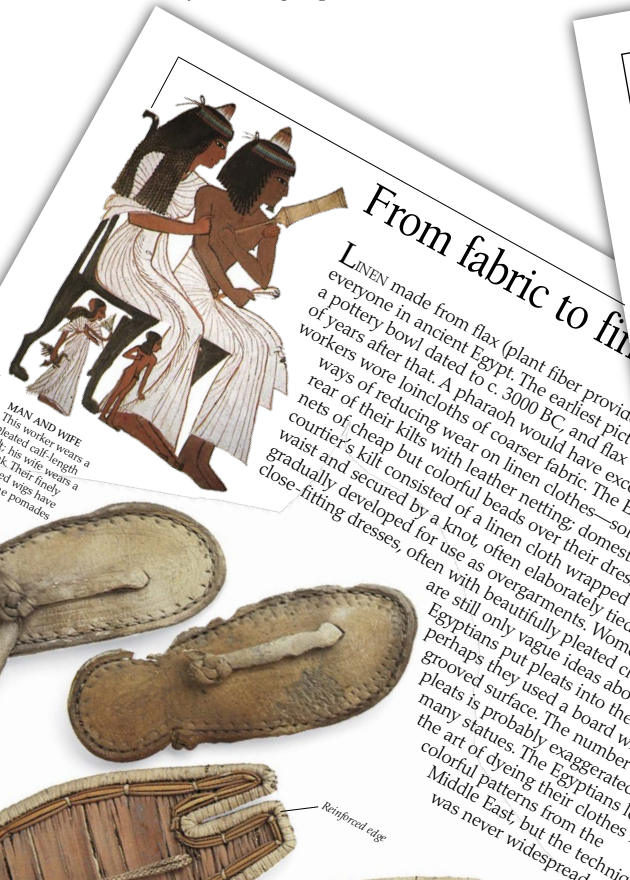 From fabric to fin
LINEN made from flax (plant fiber provid
everyone in ancient Egypt. The earliest pict
a pottery bowl dated to c. 3000 BC, and flax
of years after that. A pharaoh would have exce
workers wore loincloths of coarser fabric. The E
ways of reducing wear on linen clothes—som
rear of their kilts with leather netting; domest
nets of cheap but colorful beads over their dres
courtier's kilt consisted of a linen cloth wrapped
waist and secured by a knot, often elaborately tied
gradually developed for use as overgarments. Wom
close-fitting dresses, often with beautifully pleated
are still only vague ideas abo
Egyptians put pleats into the
perhaps they used a board wi
grooved surface. The number
pleats is probably exaggerated
many statues. The Egyptians
the art of dyeing their clothes
colorful patterns from the
Middle East, but the techniq
was never widespread
MAN AND WIFE
This worker wears a
pleated calf-length
his wife wears a
Their finely
wigs have
pomades
Reinforced edge